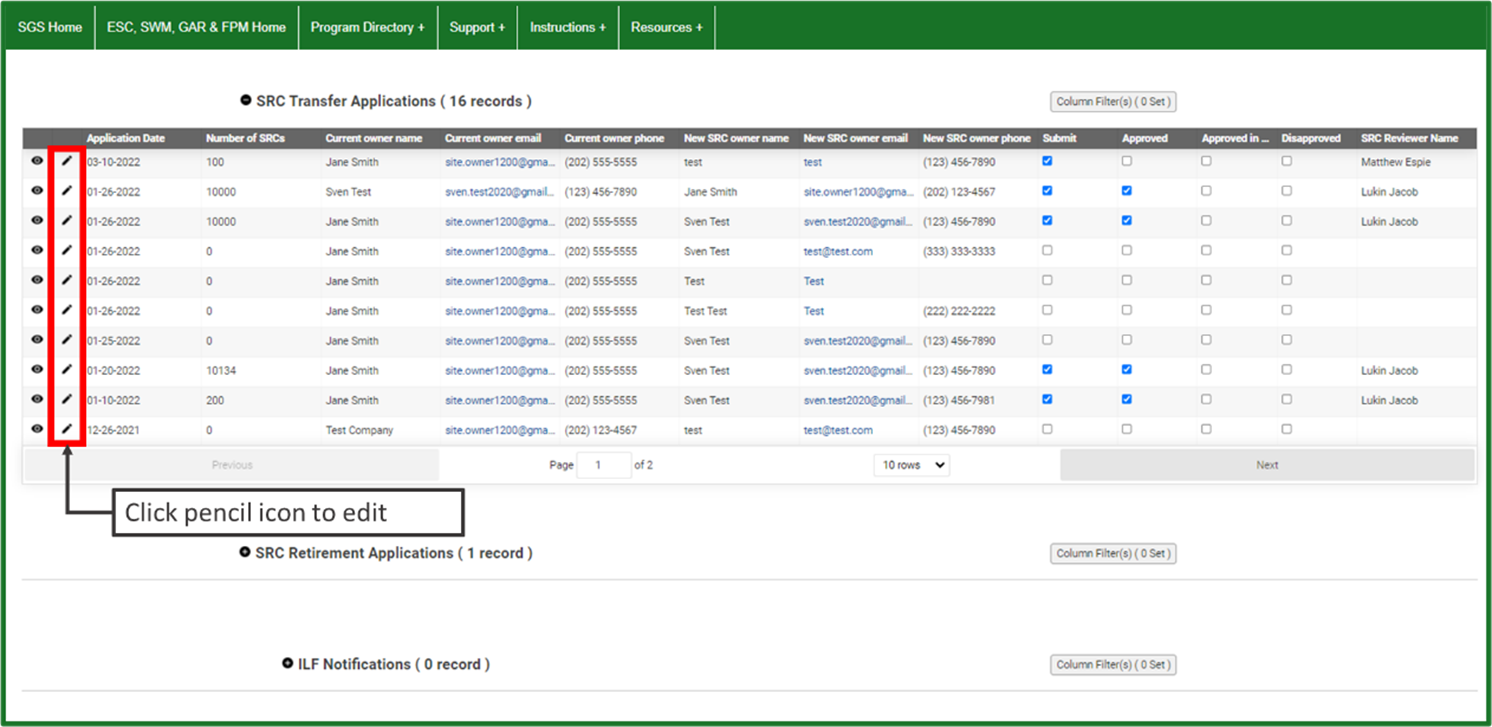 SGS Home ESC, SWM, GAR & FPM Home Program Directory + Support + Instructions + Resources +
SRC Transfer Applications ( 16 records ) Column Filter(s) ( 0 Set )
Application Date Number of SRCs Current owner name Current owner email Current owner phone New SRC owner name New SRC owner email New SRC owner phone Submit Approved Approved in ... Disapproved SRC Reviewer Name
03-10-2022 100 Jane Smith site.owner1200@gma... (202) 555-5555 test test (123) 456-7890 Matthew Espie
01-26-2022 10000 Sven Test sven.test2020@gmail... (123) 456-7890 Jane Smith site.owner1200@gma... (202) 123-4567 Lukin Jacob
01-26-2022 10000 Jane Smith site.owner1200@gma... (202) 555-5555 Sven Test sven.test2020@gmail... (123) 456-7890 Lukin Jacob
01-26-2022 0 Jane Smith site.owner1200@gma... (202) 555-5555 Sven Test test@test.com (333) 333-3333
01-26-2022 0 Jane Smith site.owner1200@gma... (202) 555-5555 Test Test
01-26-2022 0 Jane Smith site.owner1200@gma... (202) 555-5555 Test Test Test (222) 222-2222
01-25-2022 0 Jane Smith site.owner1200@gma... (202) 555-5555 Sven Test sven.test2020@gmail... (123) 456-7890
01-20-2022 10134 Jane Smith site.owner1200@gma... (202) 555-5555 Sven Test sven.test2020@gmail... (123) 456-7890 Lukin Jacob
01-10-2022 200 Jane Smith site.owner1200@gma... (202) 555-5555 Sven Test sven.test2020@gmail... (123) 456-7981 Lukin Jacob
12-26-2021 0 Test Company site.owner1200@gma... (202) 123-4567 test test@test.com (123) 456-7890
Previous Page 1 of 2 10 rows Next
Click pencil icon to edit
SRC Retirement Applications ( 1 record ) Column Filter(s) ( 0 Set )
ILF Notifications ( 0 record ) Column Filter(s) ( 0 Set )